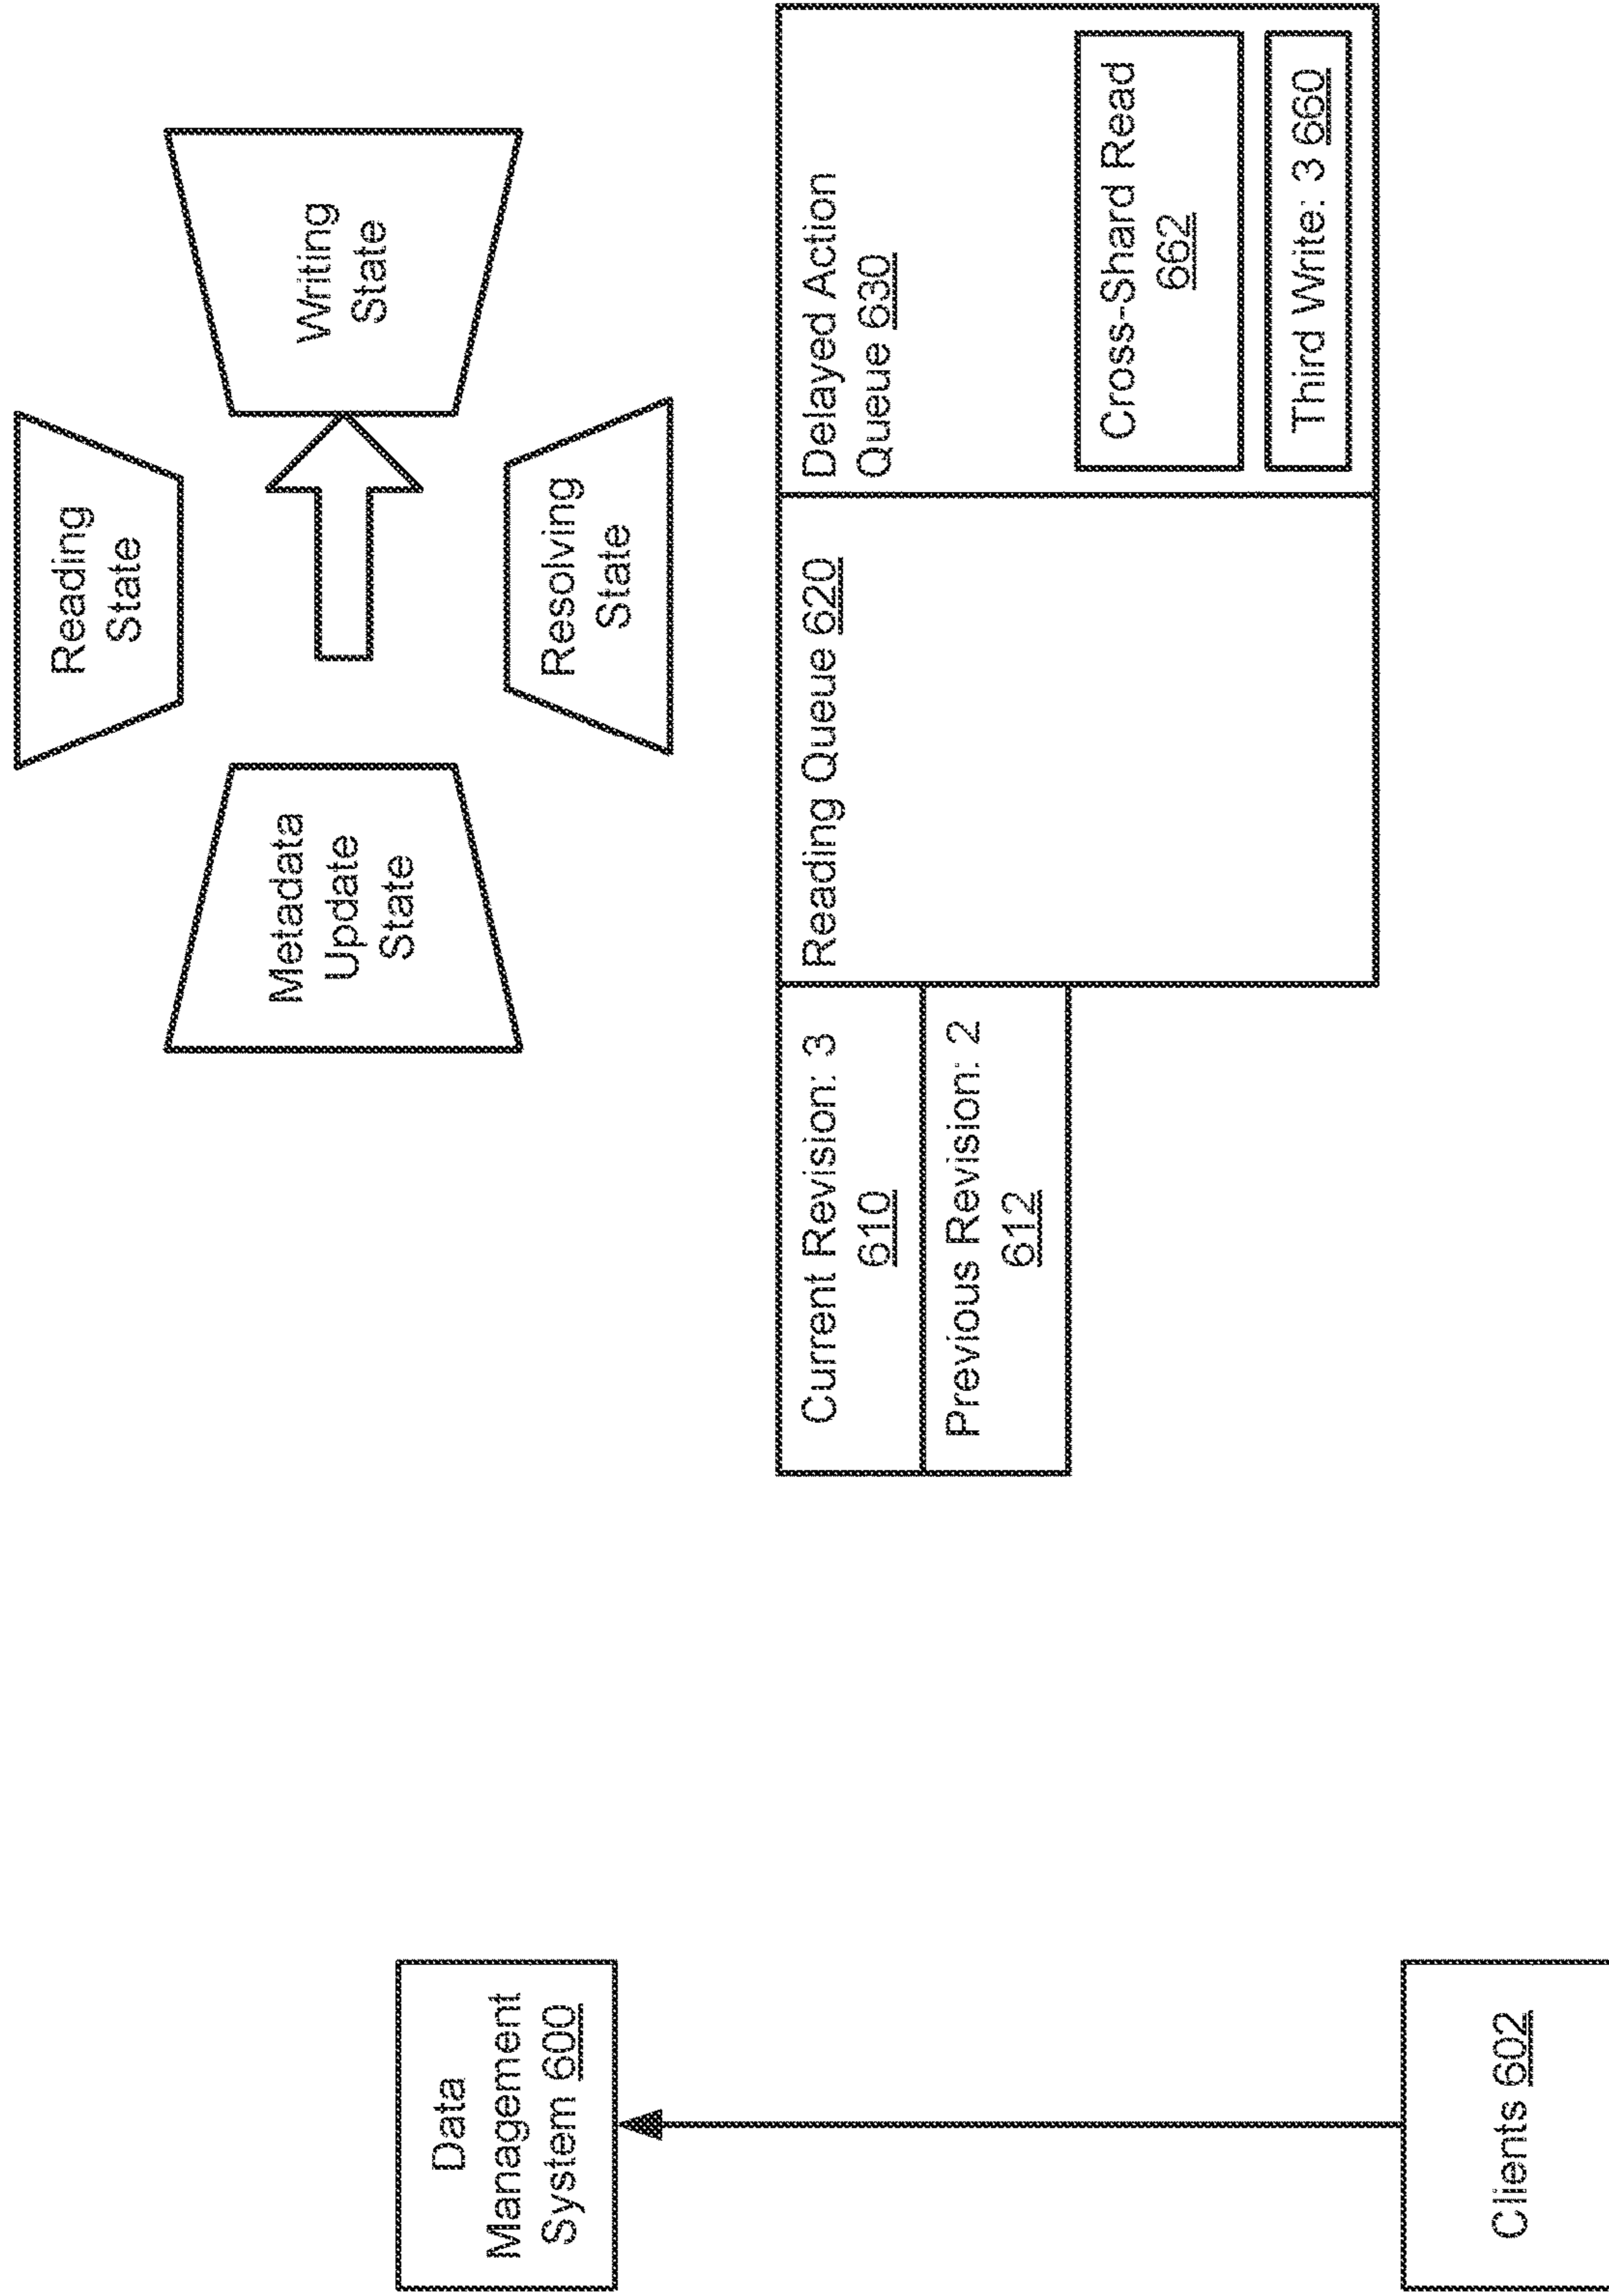 Data
Management
System 600
Clients 602
Reading
State
Metadata
Update
State
Writing
State
Resolving
State
Current Revision: 3
610
Previous Revision: 2
612
Reading Queue 620
Delayed Action
Queue 630
Cross-Shard Read
662
Third Write: 3 660